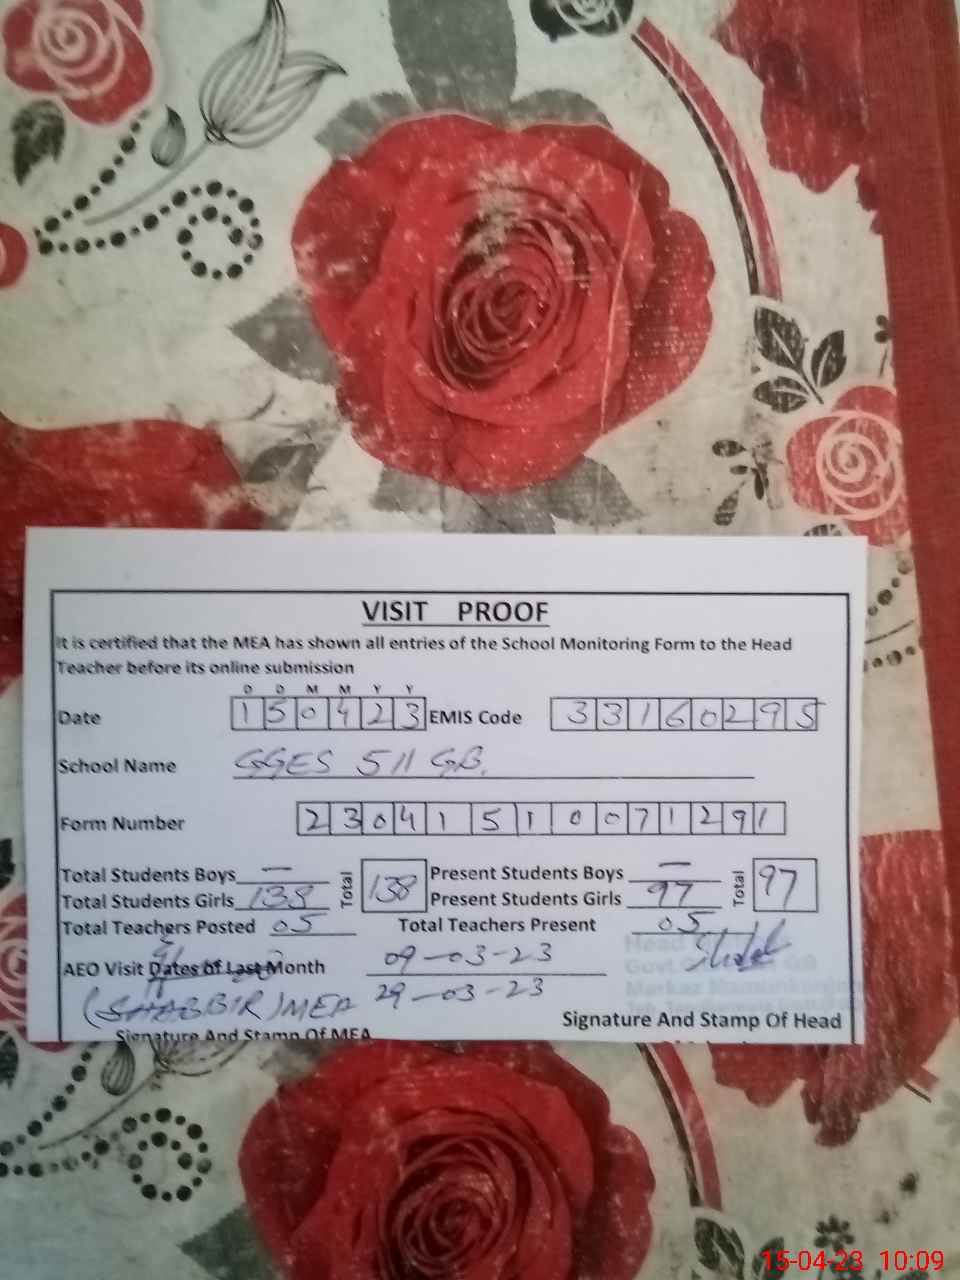 VISIT PROOF
It is certified that the MEA has shown all entries of the School Monitoring Form to the Head
Teacher before its online submission
D D M M Y Y
Date 1 5 0 4 2 3 EMIS Code 3 3 1 6 0 2 9 5
School Name GGES 511 GB.
Form Number 2 3 0 4 1 5 1 0 0 7 1 2 9 1
Total Students Boys — Total 138 Present Students Boys — Total 97
Total Students Girls 138 Present Students Girls 97
Total Teachers Posted 05 Total Teachers Present 05
Head
AEO Visit Dates of Last Month 09-03-23
Govt.
29-03-23
(SHABBIR) MEA
Markaz
Signature And Stamp Of MEA
Signature And Stamp Of Head
15-04-23 10:09